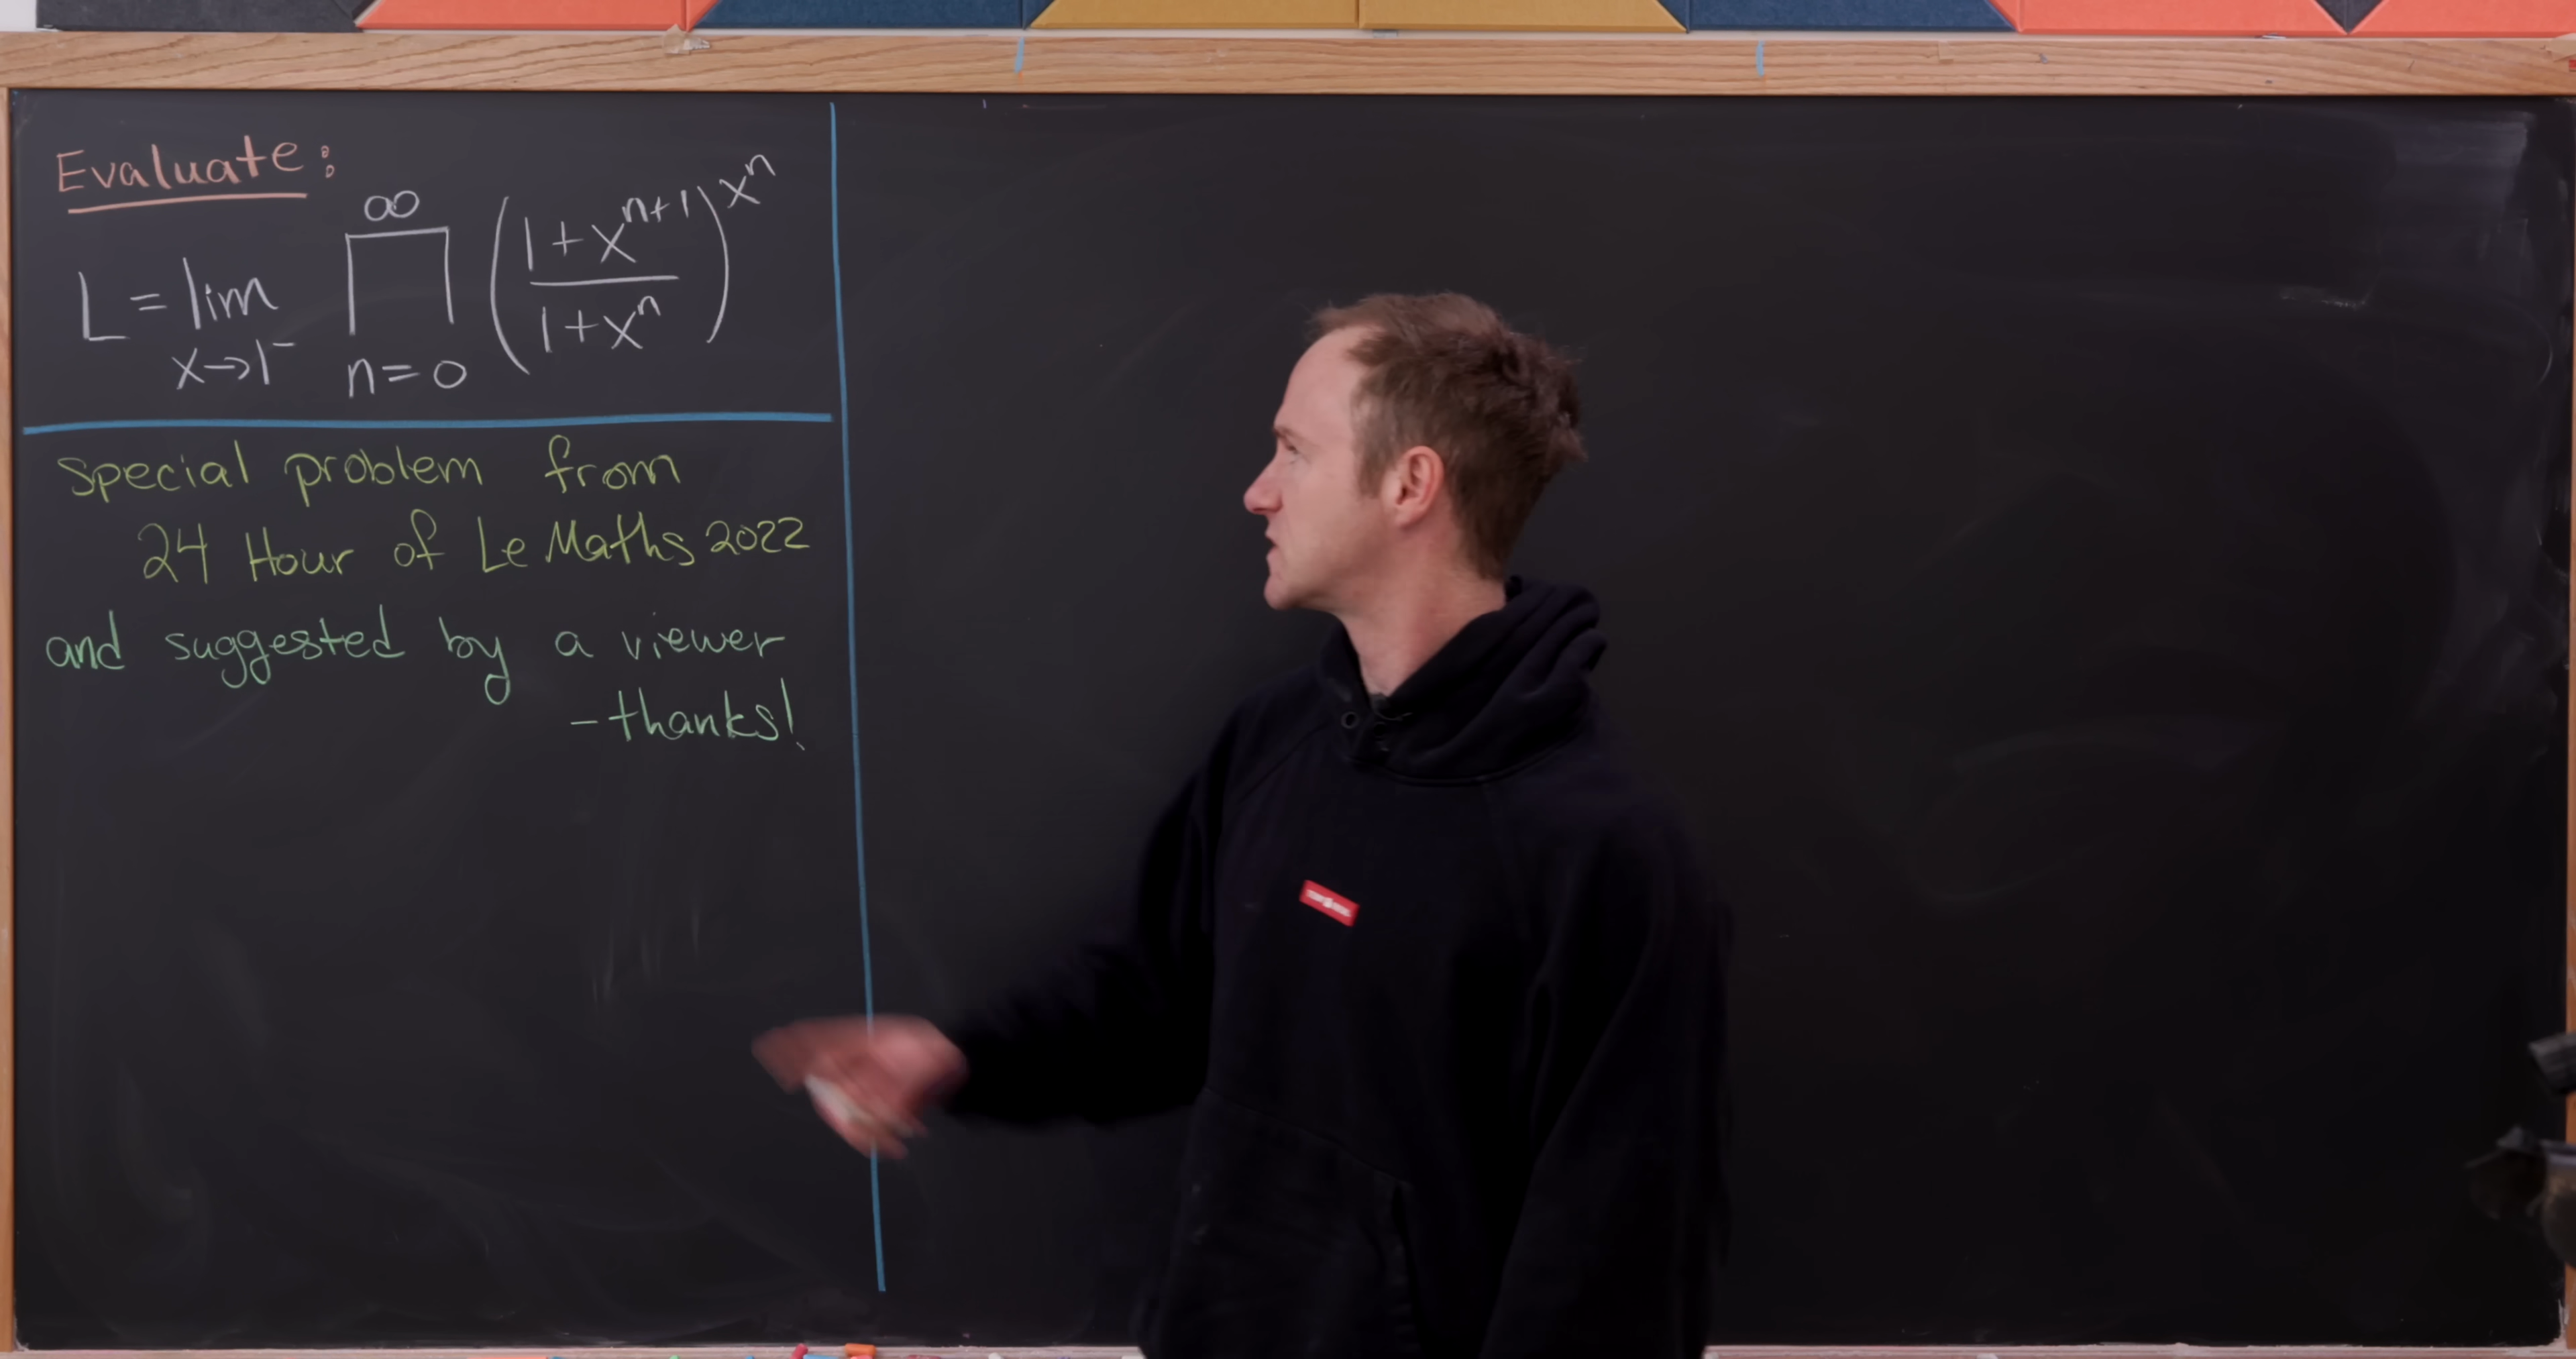 Evaluate:
L = lim x→1⁻ ∏ n=0 ∞ ((1+x^{n+1})/(1+x^n))^{x^n}
special problem from
24 Hour of Le Maths 2022
and suggested by a viewer
-thanks!